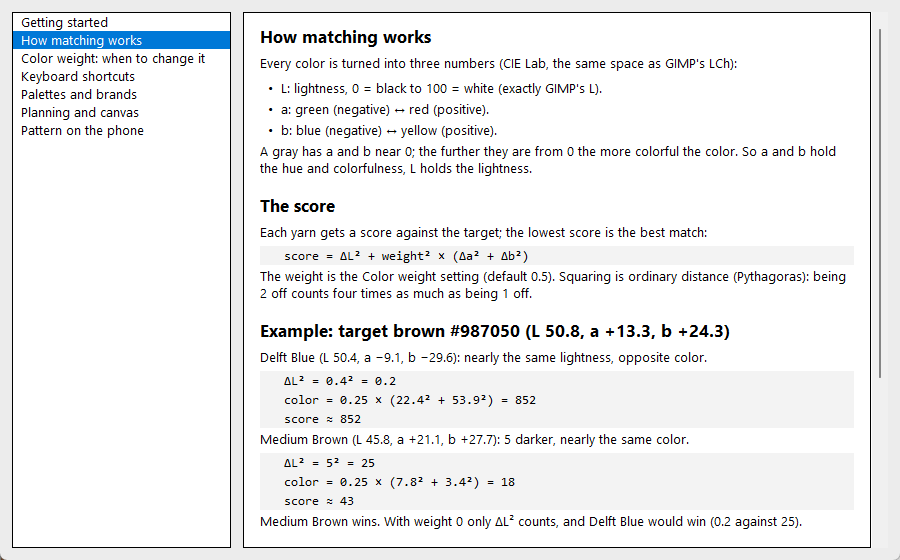 Getting started
How matching works
Color weight: when to change it
Keyboard shortcuts
Palettes and brands
Planning and canvas
Pattern on the phone
How matching works
Every color is turned into three numbers (CIE Lab, the same space as GIMP's LCh):
• L: lightness, 0 = black to 100 = white (exactly GIMP's L).
• a: green (negative) ↔ red (positive).
• b: blue (negative) ↔ yellow (positive).
A gray has a and b near 0; the further they are from 0 the more colorful the color. So a and b hold
the hue and colorfulness, L holds the lightness.
The score
Each yarn gets a score against the target; the lowest score is the best match:
score = ΔL² + weight² × (Δa² + Δb²)
The weight is the Color weight setting (default 0.5). Squaring is ordinary distance (Pythagoras): being
2 off counts four times as much as being 1 off.
Example: target brown #987050 (L 50.8, a +13.3, b +24.3)
Delft Blue (L 50.4, a −9.1, b −29.6): nearly the same lightness, opposite color.
ΔL² = 0.4² = 0.2
color = 0.25 × (22.4² + 53.9²) = 852
score ≈ 852
Medium Brown (L 45.8, a +21.1, b +27.7): 5 darker, nearly the same color.
ΔL² = 5² = 25
color = 0.25 × (7.8² + 3.4²) = 18
score ≈ 43
Medium Brown wins. With weight 0 only ΔL² counts, and Delft Blue would win (0.2 against 25).